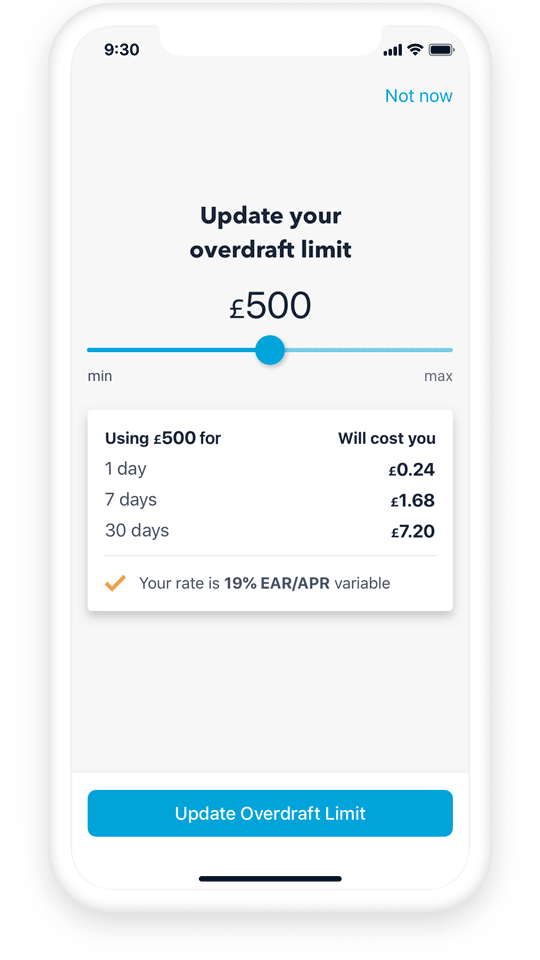 9:30
Not now
Update your
overdraft limit
£500
min max
Using £500 for Will cost you
1 day £0.24
7 days £1.68
30 days £7.20
Your rate is 19% EAR/APR variable
Update Overdraft Limit